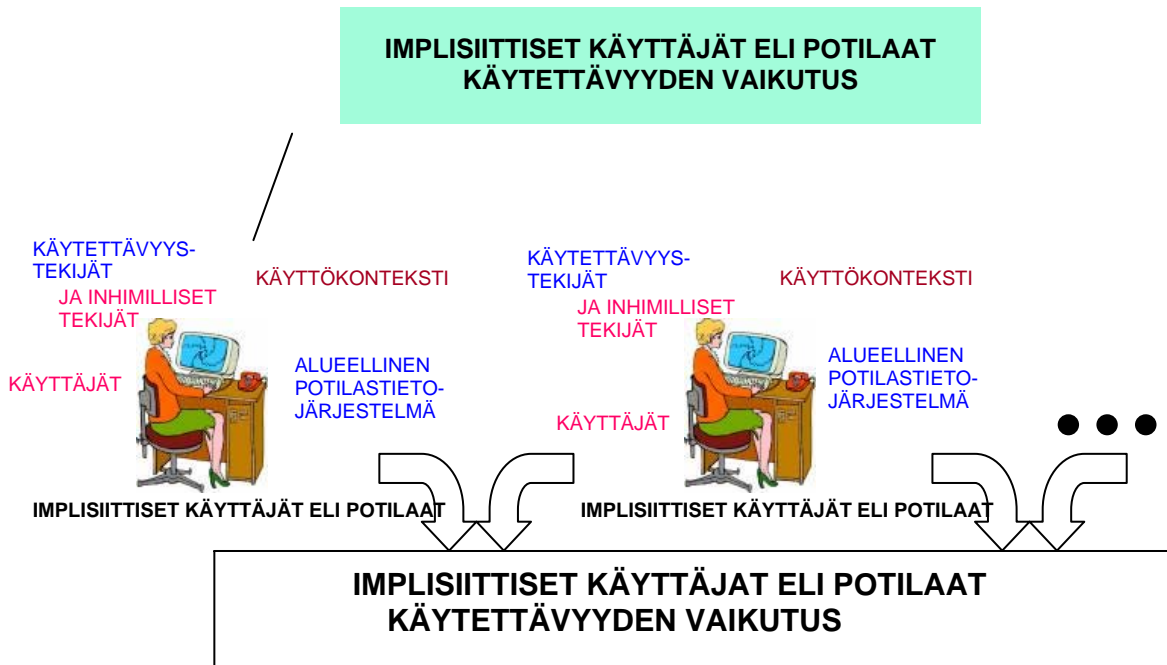 IMPLISIITTISET KÄYTTÄJÄT ELI POTILAAT
KÄYTETTÄVYYDEN VAIKUTUS
KÄYTETTÄVYYS-
TEKIJÄT
JA INHIMILLISET
TEKIJÄT
KÄYTTÖKONTEKSTI
KÄYTTÄJÄT
ALUEELLINEN
POTILASTIETO-
JÄRJESTELMÄ
IMPLISIITTISET KÄYTTÄJÄT ELI POTILAAT
KÄYTETTÄVYYS-
TEKIJÄT
JA INHIMILLISET
TEKIJÄT
KÄYTTÖKONTEKSTI
KÄYTTÄJÄT
ALUEELLINEN
POTILASTIETO-
JÄRJESTELMÄ
IMPLISIITTISET KÄYTTÄJÄT ELI POTILAAT
IMPLISIITTISET KÄYTTÄJAT ELI POTILAAT
KÄYTETTÄVYYDEN VAIKUTUS